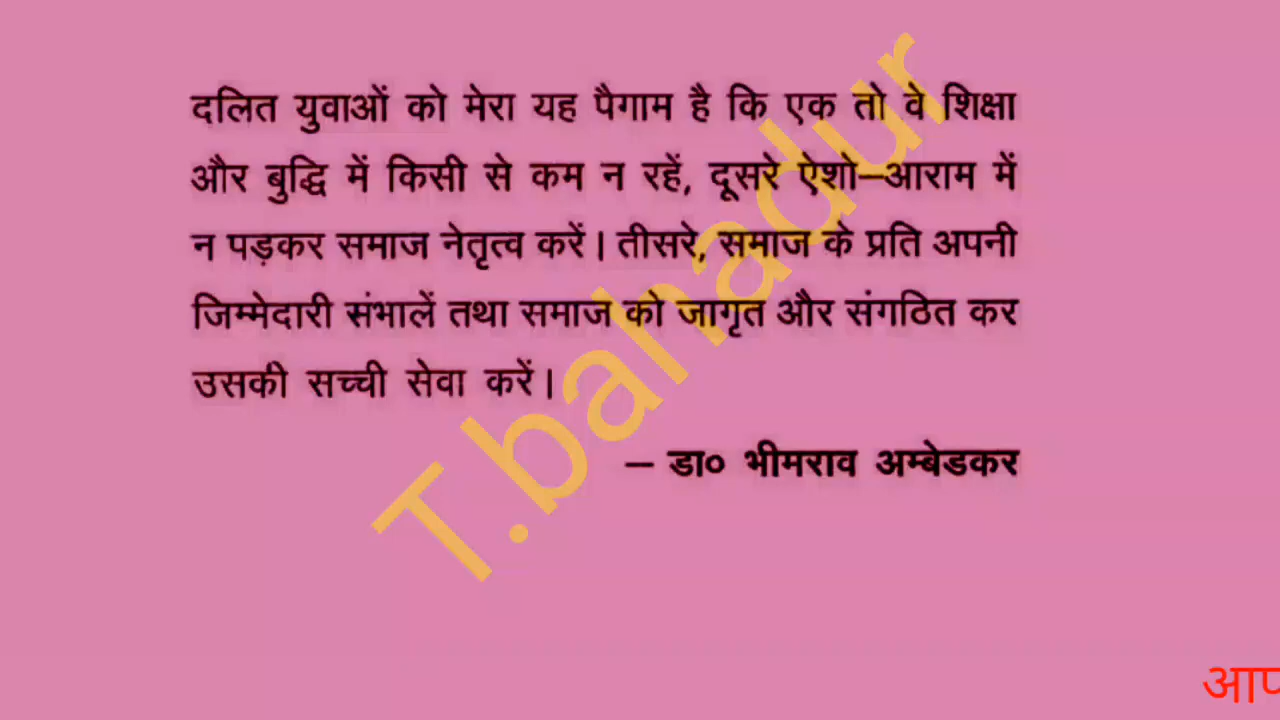 दलित युवाओं को मेरा यह पैगाम है कि एक तो वे शिक्षा
और बुद्धि में किसी से कम न रहें, दूसरे ऐशो–आराम में
न पड़कर समाज नेतृत्व करें। तीसरे, समाज के प्रति अपनी
जिम्मेदारी संभालें तथा समाज को जागृत और संगठित कर
उसकी सच्ची सेवा करें।
– डा० भीमराव अम्बेडकर
T.bahadur